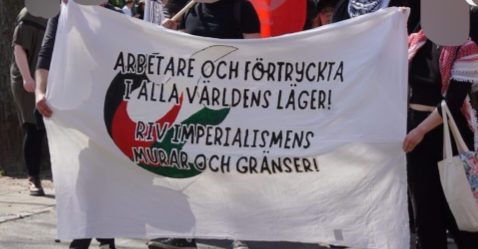 ARBETARE OCH FÖRTRYCKTA
I ALLA VÄRLDENS LÄGER!
RIV IMPERIALISMENS
MURAR OCH GRÄNSER!